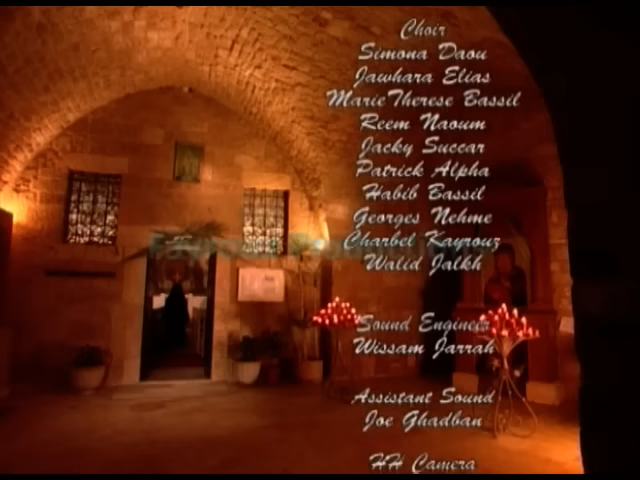 Choir
Simona Daou
Jawhara Elias
MarieTherese Bassil
Reem Naoum
Jacky Succar
Patrick Alpha
Habib Bassil
Georges Nehme
Charbel Kayrouz
Walid Jalkh
Sound Engineer
Wissam Jarrah
Assistant Sound
Joe Ghadban
HH Camera